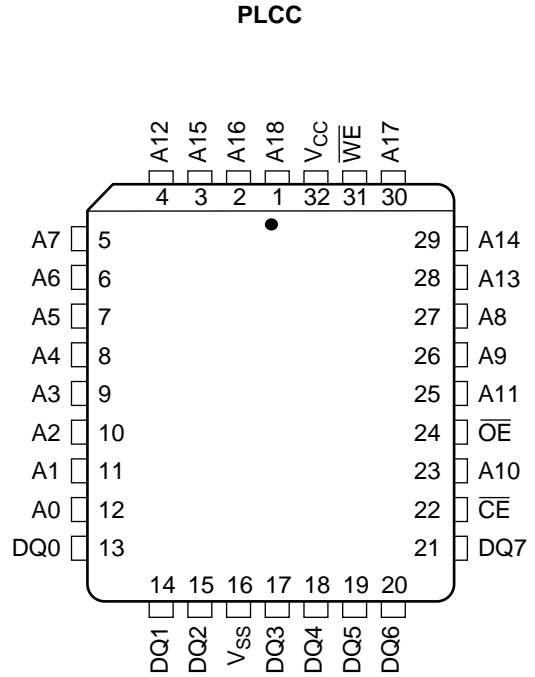 PLCC
A12 A15 A16 A18 VCC W̅E̅ A17
4 3 2 1 32 31 30
A7 5 29 A14
A6 6 28 A13
A5 7 27 A8
A4 8 26 A9
A3 9 25 A11
A2 10 24 O̅E̅
A1 11 23 A10
A0 12 22 C̅E̅
DQ0 13 21 DQ7
14 15 16 17 18 19 20
DQ1 DQ2 VSS DQ3 DQ4 DQ5 DQ6